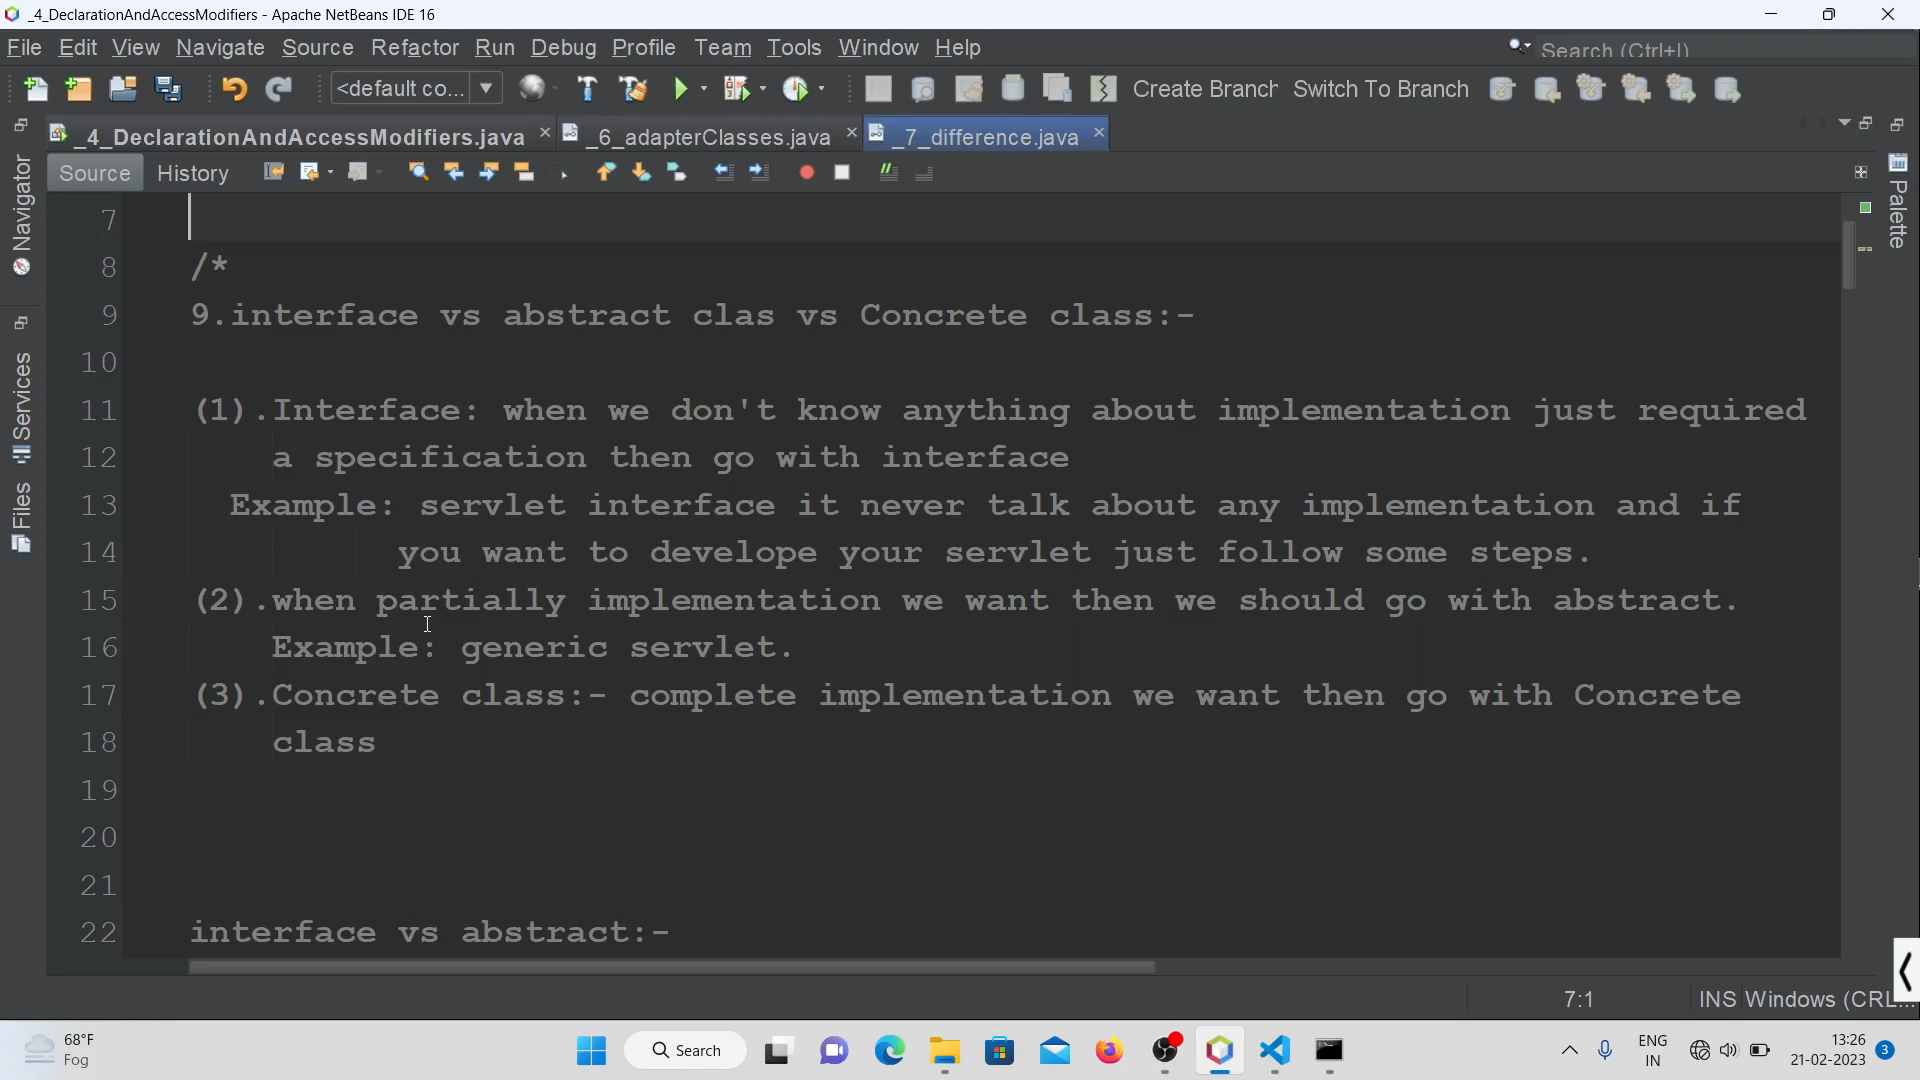 _4_DeclarationAndAccessModifiers - Apache NetBeans IDE 16
File Edit View Navigate Source Refactor Run Debug Profile Team Tools Window Help
Search (Ctrl+I)
<default co... Create Branch Switch To Branch
_4_DeclarationAndAccessModifiers.java _6_adapterClasses.java _7_difference.java
Source History
Navigator
Services
Files
Palette
7
8 /*
9 9.interface vs abstract clas vs Concrete class:-
10
11 (1).Interface: when we don't know anything about implementation just required
12 a specification then go with interface
13 Example: servlet interface it never talk about any implementation and if
14 you want to develope your servlet just follow some steps.
15 (2).when partially implementation we want then we should go with abstract.
16 Example: generic servlet.
17 (3).Concrete class:- complete implementation we want then go with Concrete
18 class
19
20
21
22 interface vs abstract:-
7:1 INS Windows (CRL...
68°F
Fog
Search
ENG
IN
13:26
21-02-2023
3